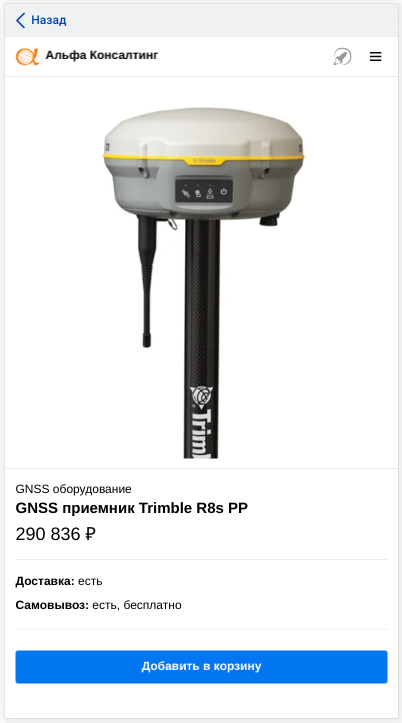 Назад
Альфа Консалтинг
Trimble
Trim
GNSS оборудование
GNSS приемник Trimble R8s PP
290 836 ₽
Доставка: есть
Самовывоз: есть, бесплатно
Добавить в корзину